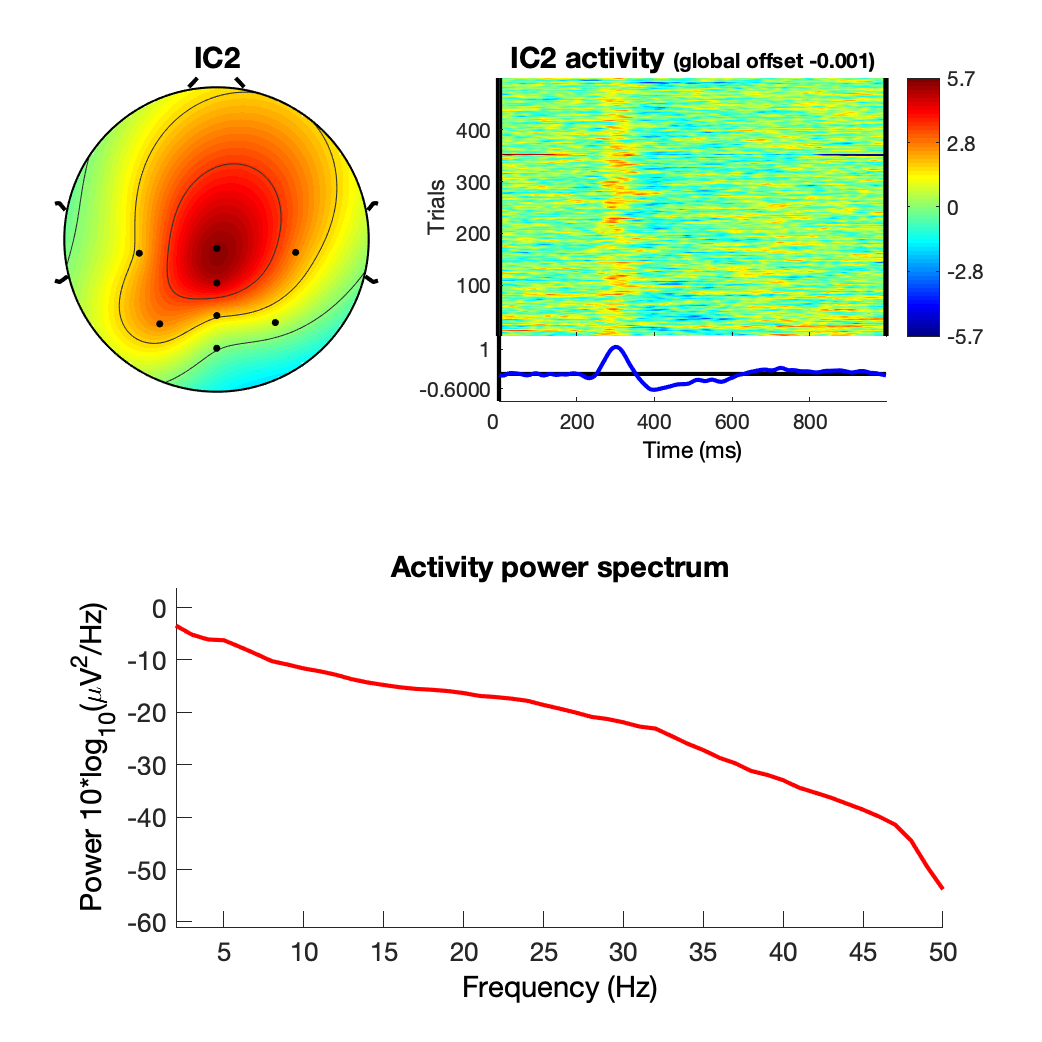 IC2
IC2 activity (global offset -0.001)
Trials
400
300
200
100
5.7
2.8
0
-2.8
-5.7
1
-0.6000
0 200 400 600 800
Time (ms)
Activity power spectrum
Power 10*log10(μV2/Hz)
0
-10
-20
-30
-40
-50
-60
5 10 15 20 25 30 35 40 45 50
Frequency (Hz)